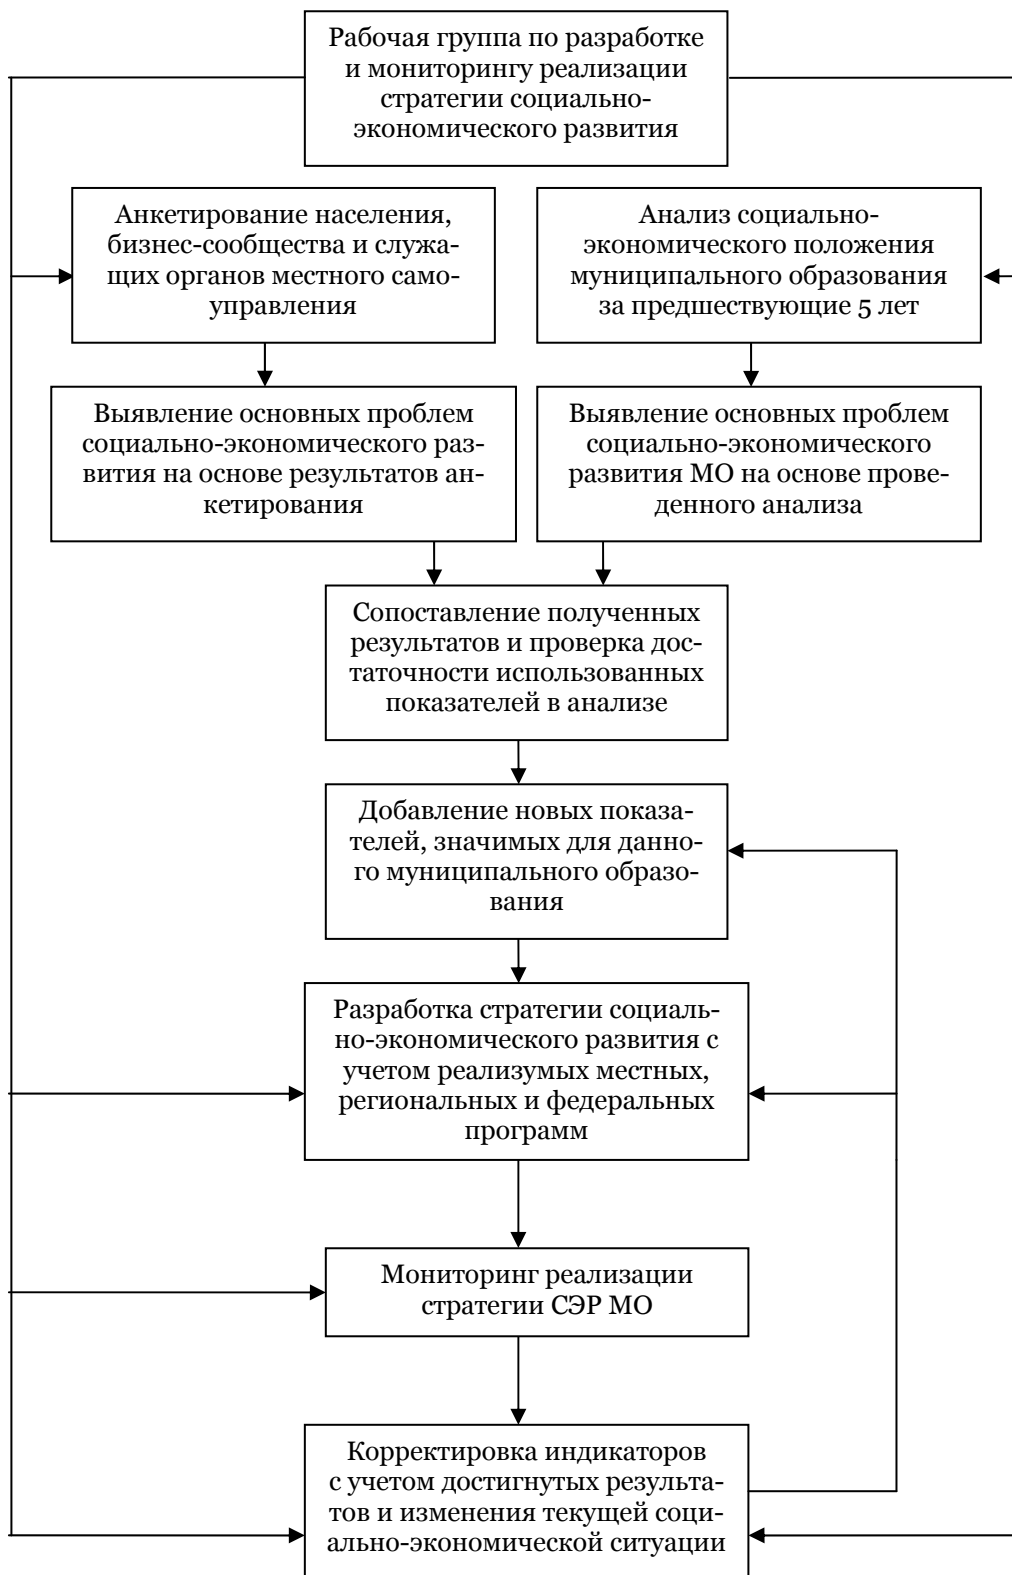 Рабочая группа по разработке
и мониторингу реализации
стратегии социально-
экономического развития
Анкетирование населения,
бизнес-сообщества и служа-
щих органов местного само-
управления
Анализ социально-
экономического положения
муниципального образования
за предшествующие 5 лет
Выявление основных проблем
социально-экономического раз-
вития на основе результатов ан-
кетирования
Выявление основных проблем
социально-экономического
развития МО на основе прове-
денного анализа
Сопоставление полученных
результатов и проверка дос-
таточности использованных
показателей в анализе
Добавление новых показа-
телей, значимых для данно-
го муниципального образо-
вания
Разработка стратегии социаль-
но-экономического развития с
учетом реализумых местных,
региональных и федеральных
программ
Мониторинг реализации
стратегии СЭР МО
Корректировка индикаторов
с учетом достигнутых результа-
тов и изменения текущей соци-
ально-экономической ситуации